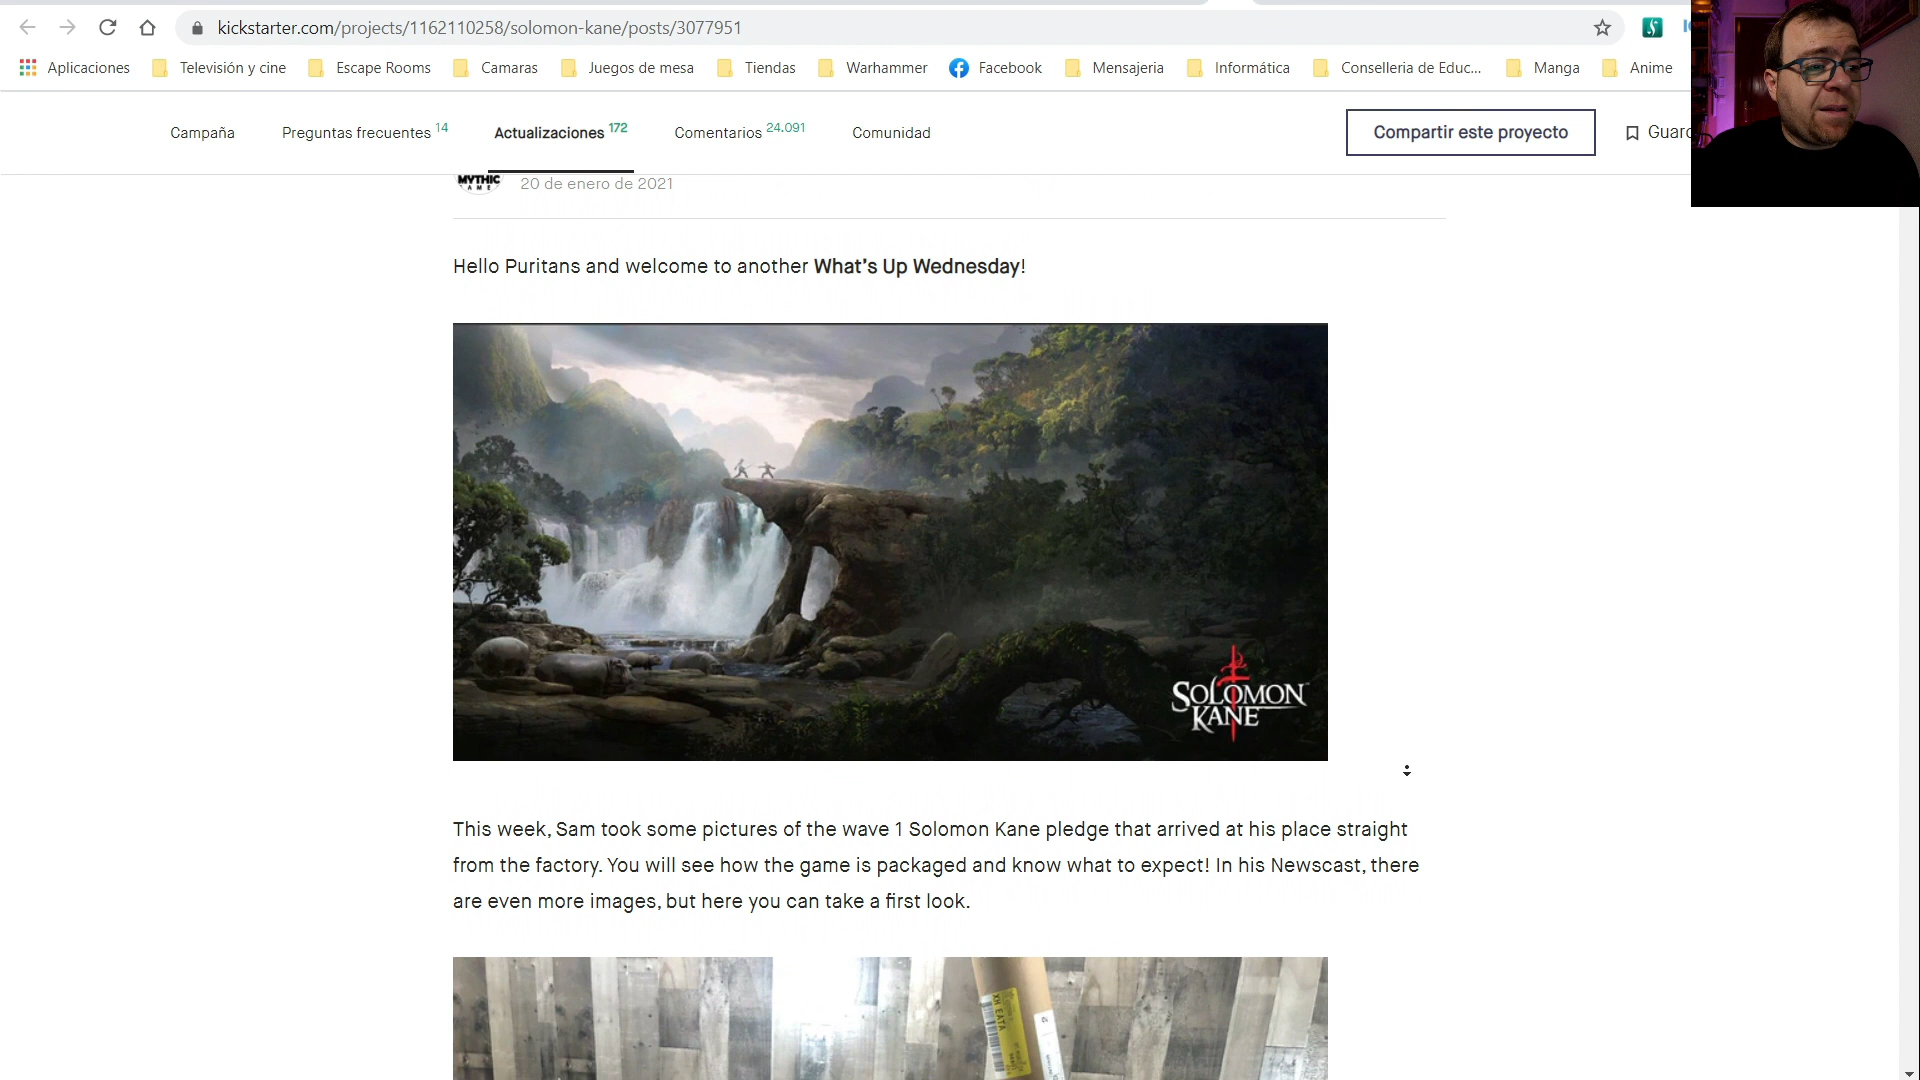 kickstarter.com/projects/1162110258/solomon-kane/posts/3077951
Aplicaciones Televisión y cine Escape Rooms Camaras Juegos de mesa Tiendas Warhammer Facebook Mensajeria Informática Conselleria de Educ... Manga Anime
Campaña Preguntas frecuentes 14 Actualizaciones 172 Comentarios 24.091 Comunidad Compartir este proyecto Guar
MYTHIC
20 de enero de 2021
Hello Puritans and welcome to another What's Up Wednesday!
SOLOMON
KANE
This week, Sam took some pictures of the wave 1 Solomon Kane pledge that arrived at his place straight
from the factory. You will see how the game is packaged and know what to expect! In his Newscast, there
are even more images, but here you can take a first look.
XH EATA